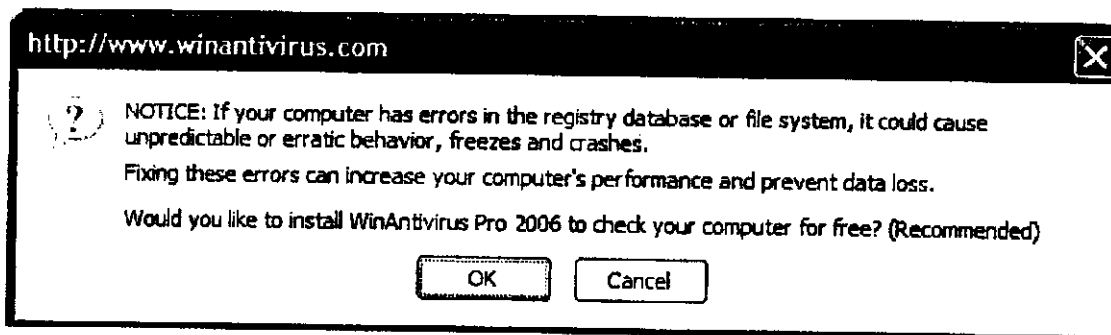 http://www.winantivirus.com
NOTICE: If your computer has errors in the registry database or file system, it could cause
unpredictable or erratic behavior, freezes and crashes.
Fixing these errors can increase your computer's performance and prevent data loss.
Would you like to install WinAntivirus Pro 2006 to check your computer for free? (Recommended)
OK
Cancel